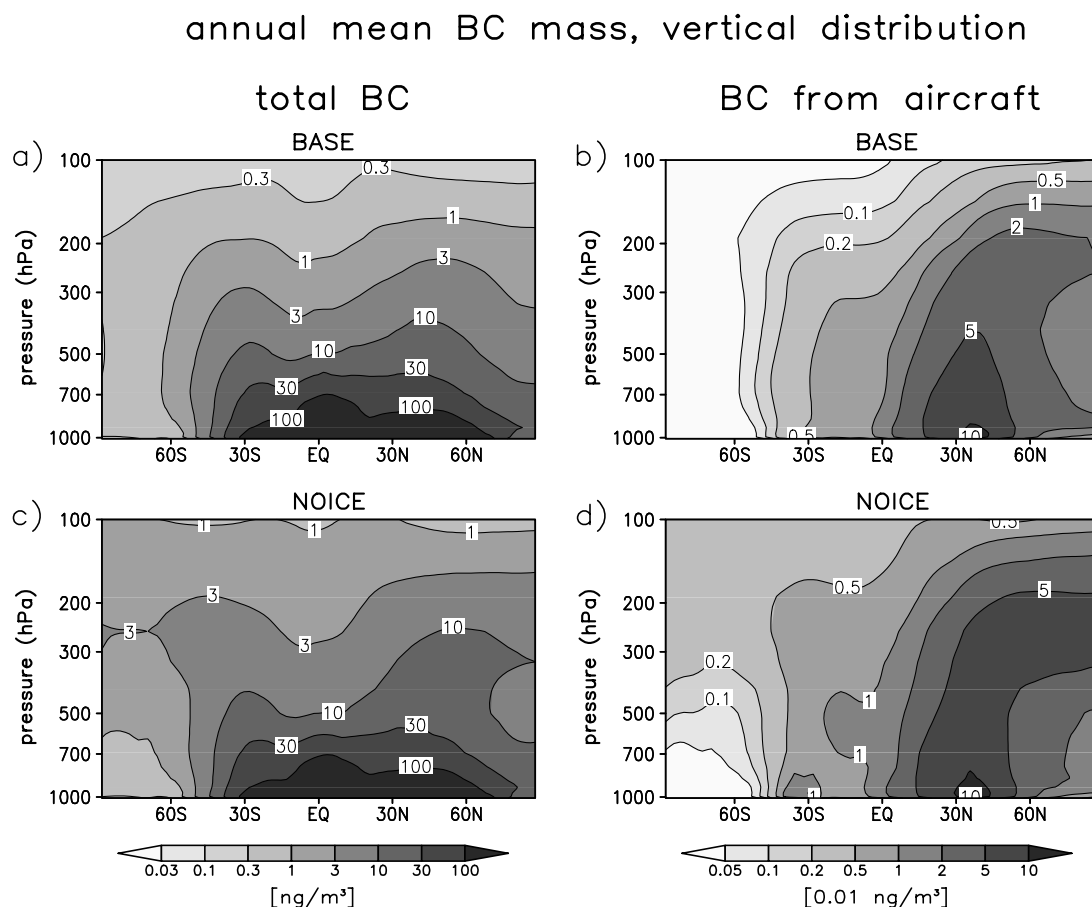 annual mean BC mass, vertical distribution
total BC
BC from aircraft
a)
BASE
100
200
300
500
700
1000
pressure (hPa)
60S 30S EQ 30N 60N
0.3
0.3
1
1
3
3
10
10
30
30
100
100
b)
BASE
100
200
300
500
700
1000
pressure (hPa)
60S 30S EQ 30N 60N
0.5
1
0.1
2
0.2
5
0.5
10
c)
NOICE
100
200
300
500
700
1000
pressure (hPa)
60S 30S EQ 30N 60N
1
1
1
3
3
10
3
10
30
30
100
d)
NOICE
100
200
300
500
700
1000
pressure (hPa)
60S 30S EQ 30N 60N
0.5
0.5
5
0.2
0.1
1
1
1
10
0.03 0.1 0.3 1 3 10 30 100
[ng/m³]
0.05 0.1 0.2 0.5 1 2 5 10
[0.01 ng/m³]